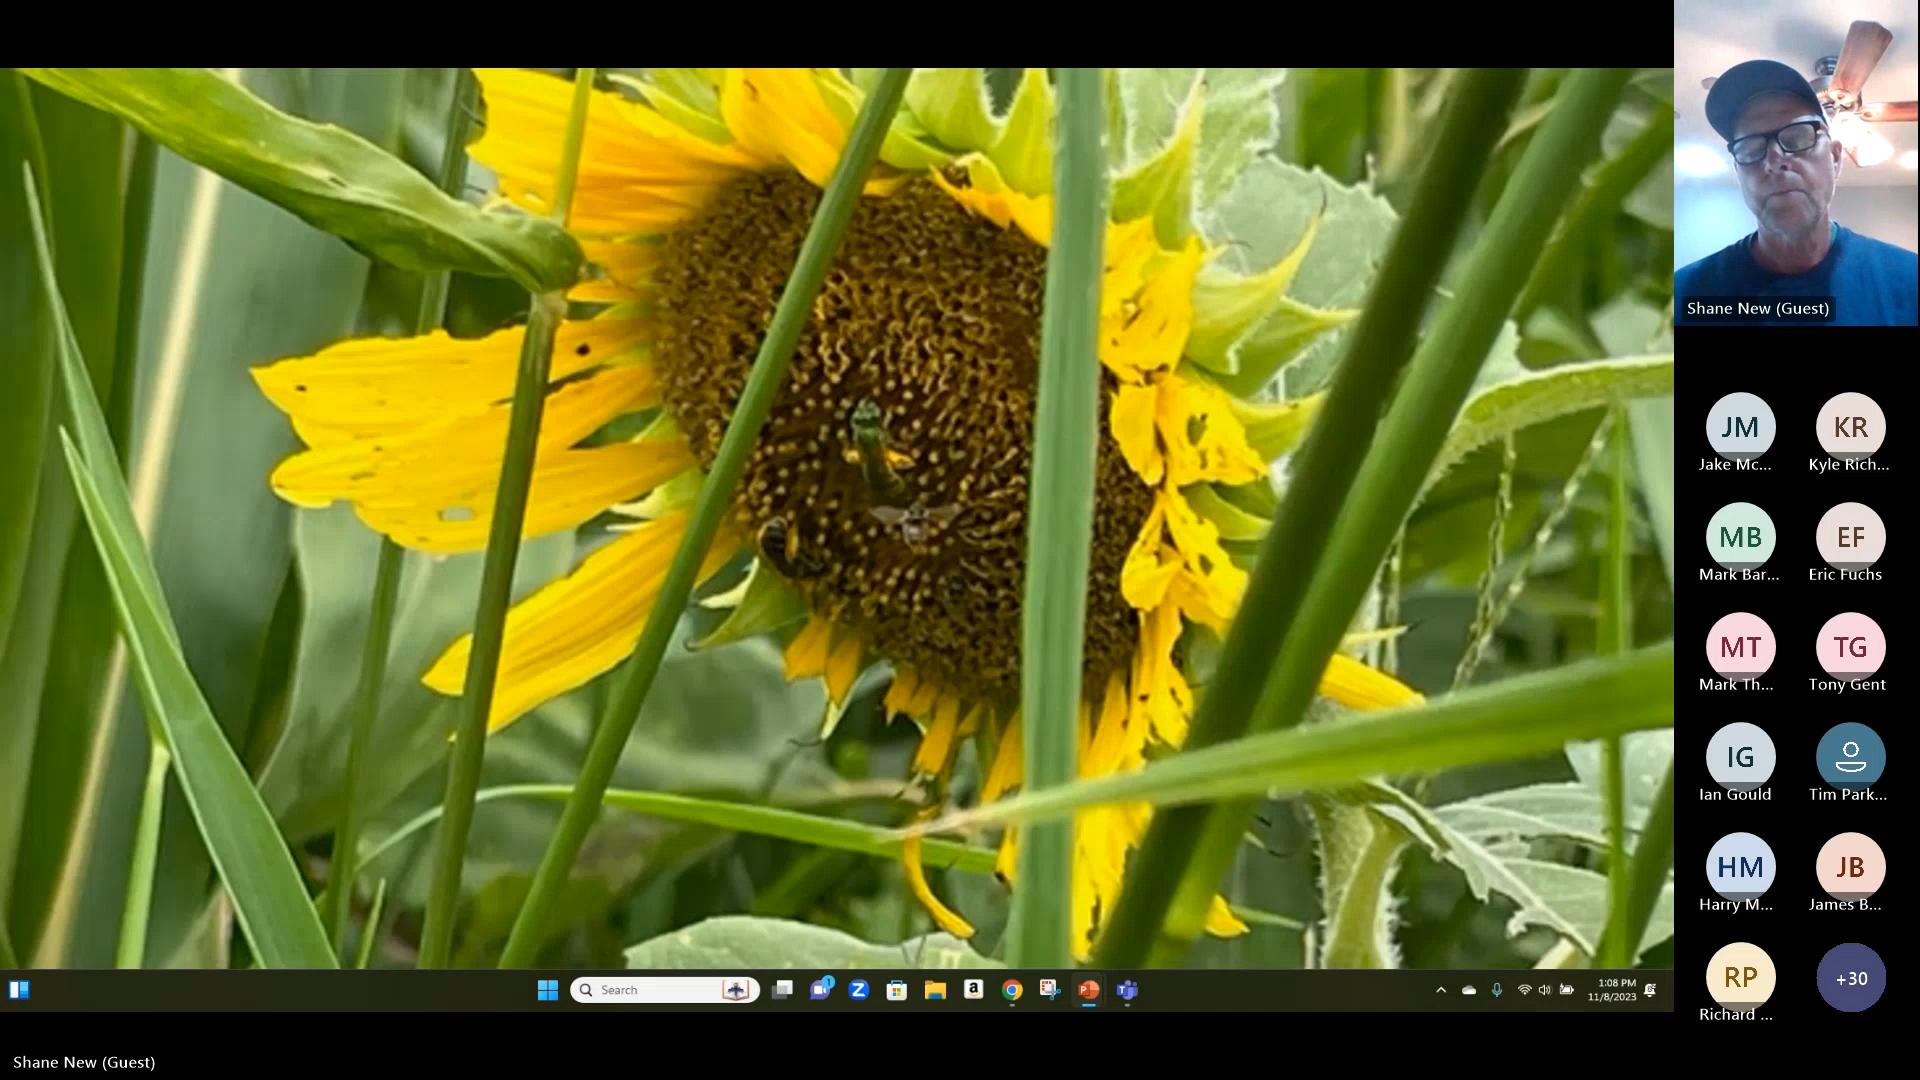 Shane New (Guest)
JM
KR
Jake Mc...
Kyle Rich...
MB
EF
Mark Bar...
Eric Fuchs
MT
TG
Mark Th...
Tony Gent
IG
Ian Gould
Tim Park...
HM
JB
Harry M...
James B...
RP
+30
Richard ...
Search
1
1:08 PM
11/8/2023
Shane New (Guest)